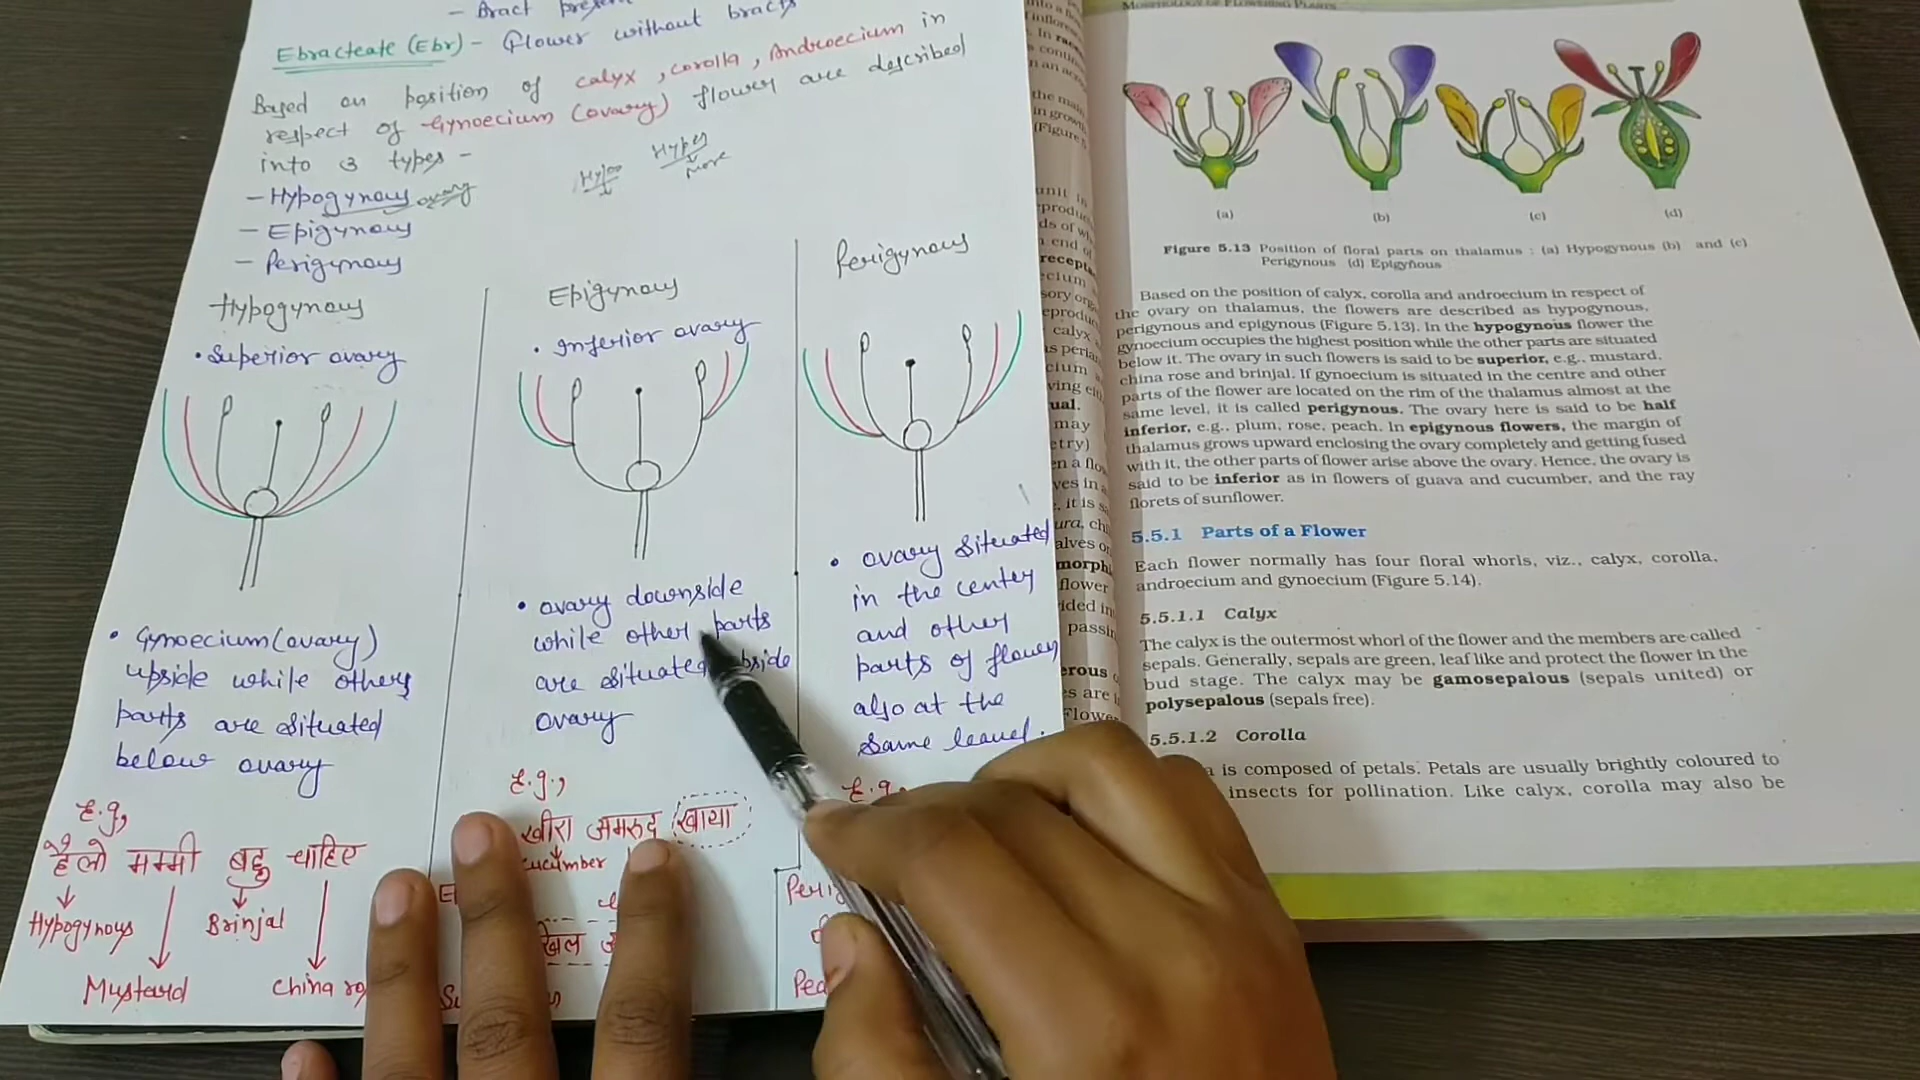 - Bract present
Ebracteate (Ebr) - Flower without bracts
Based on position of calyx, corolla, Androecium in
respect of Gynoecium (ovary) flower are described
into 3 types -
- Hypogynous ovary
- Epigynous
- Perigynous
Hypo
Hyper
more
Hypogynous
• Superior ovary
• Gynoecium (ovary)
upside while others
parts are situated
below ovary
E.g,
हैलो मम्मी बहु चाहिए
Hypogynous
Brinjal
Mustard
China ro
Epigynous
• Inferior ovary
• ovary downside
while other parts
are situated
ovary
E.g.,
खीरा अमरूद खाया
cucumber
खिल
Perigynous
• ovary situated
in the center
and other
parts of flower
also at the
same leavel.
E.g.
Peri
Pea
MORPHOLOGY OF FLOWERING PLANTS
(a) (b) (c) (d)
Figure 5.13 Position of floral parts on thalamus : (a) Hypogynous (b) and (c)
Perigynous (d) Epigynous
Based on the position of calyx, corolla and androecium in respect of
the ovary on thalamus, the flowers are described as hypogynous,
perigynous and epigynous (Figure 5.13). In the hypogynous flower the
gynoecium occupies the highest position while the other parts are situated
below it. The ovary in such flowers is said to be superior, e.g., mustard,
china rose and brinjal. If gynoecium is situated in the centre and other
parts of the flower are located on the rim of the thalamus almost at the
same level, it is called perigynous. The ovary here is said to be half
inferior, e.g., plum, rose, peach. In epigynous flowers, the margin of
thalamus grows upward enclosing the ovary completely and getting fused
with it, the other parts of flower arise above the ovary. Hence, the ovary is
said to be inferior as in flowers of guava and cucumber, and the ray
florets of sunflower.
5.5.1 Parts of a Flower
Each flower normally has four floral whorls, viz., calyx, corolla,
androecium and gynoecium (Figure 5.14).
5.5.1.1 Calyx
The calyx is the outermost whorl of the flower and the members are called
sepals. Generally, sepals are green, leaf like and protect the flower in the
bud stage. The calyx may be gamosepalous (sepals united) or
polysepalous (sepals free).
5.5.1.2 Corolla
is composed of petals. Petals are usually brightly coloured to
insects for pollination. Like calyx, corolla may also be